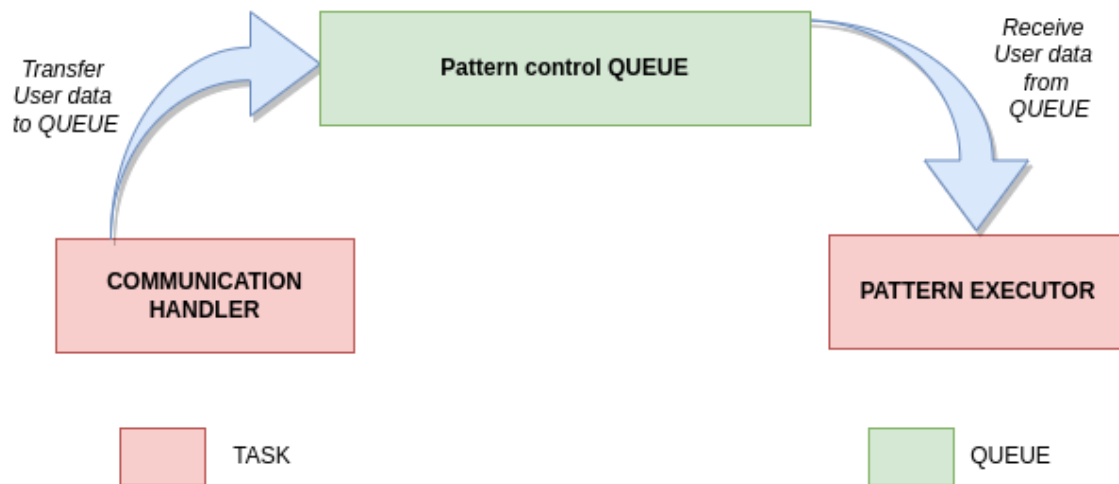 Transfer
User data
to QUEUE
Pattern control QUEUE
Receive
User data
from
QUEUE
COMMUNICATION
HANDLER
PATTERN EXECUTOR
TASK
QUEUE